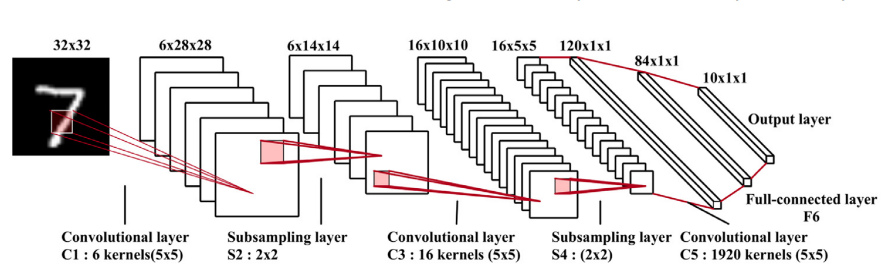 32x32
6x28x28
6x14x14
16x10x10
16x5x5
120x1x1
84x1x1
10x1x1
Output layer
Full-connected layer
F6
Convolutional layer
C1 : 6 kernels(5x5)
Subsampling layer
S2 : 2x2
Convolutional layer
C3 : 16 kernels (5x5)
Subsampling layer
S4 : (2x2)
Convolutional layer
C5 : 1920 kernels (5x5)